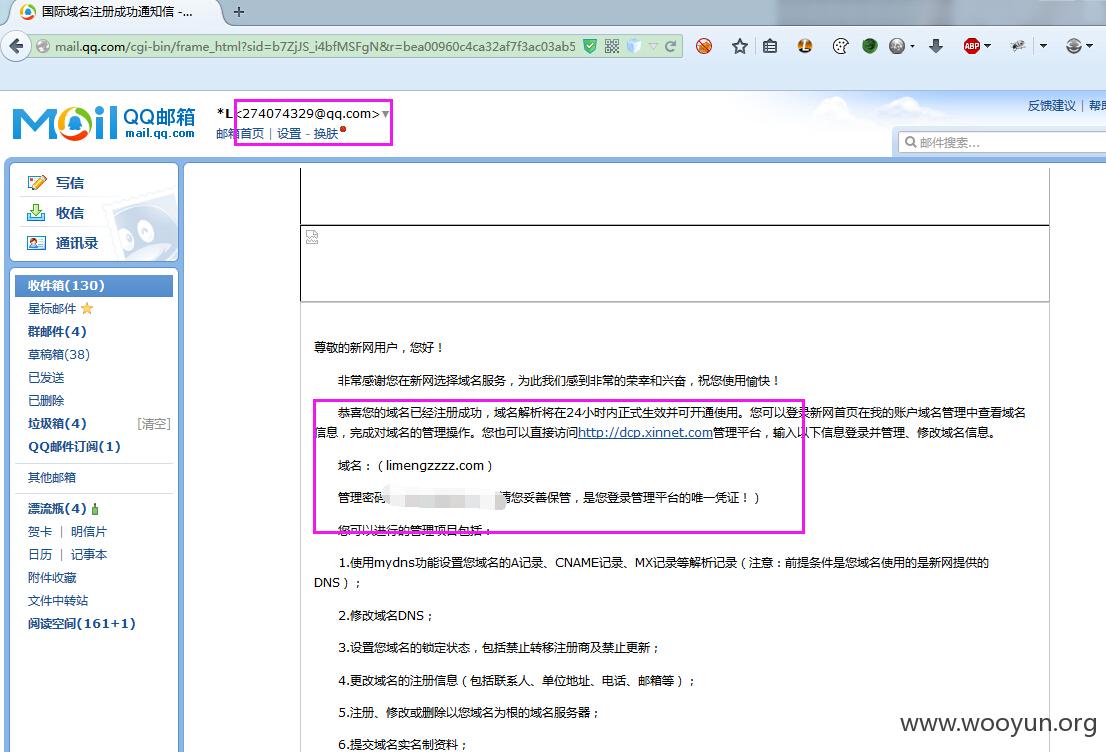 国际域名注册成功通知信 -...
mail.qq.com/cgi-bin/frame_html?sid=b7ZjJS_i4bfMSFgN&r=bea00960c4ca32af7f3ac03ab5
ABP
Mail QQ邮箱
mail.qq.com
*L<274074329@qq.com>
邮箱首页 | 设置 - 换肤
反馈建议 | 帮
邮件搜索...
写信
收信
通讯录
收件箱(130)
星标邮件
群邮件(4)
草稿箱(38)
已发送
已删除
垃圾箱(4) [清空]
QQ邮件订阅(1)
其他邮箱
漂流瓶(4)
贺卡 | 明信片
日历 | 记事本
附件收藏
文件中转站
阅读空间(161+1)
尊敬的新网用户，您好！
非常感谢您在新网选择域名服务，为此我们感到非常的荣幸和兴奋，祝您使用愉快！
恭喜您的域名已经注册成功，域名解析将在24小时内正式生效并可开通使用。您可以登录新网首页在我的账户域名管理中查看域名
信息，完成对域名的管理操作。您也可以直接访问http://dcp.xinnet.com管理平台，输入以下信息登录并管理、修改域名信息。
域名：（limengzzzz.com）
管理密码 请您妥善保管，是您登录管理平台的唯一凭证！）
您可以进行的管理项目包括：
1.使用mydns功能设置您域名的A记录、CNAME记录、MX记录等解析记录（注意：前提条件是您域名使用的是新网提供的
DNS）；
2.修改域名DNS；
3.设置您域名的锁定状态，包括禁止转移注册商及禁止更新；
4.更改域名的注册信息（包括联系人、单位地址、电话、邮箱等）；
5.注册、修改或删除以您域名为根的域名服务器；
6.提交域名实名制资料；
www.wooyun.org